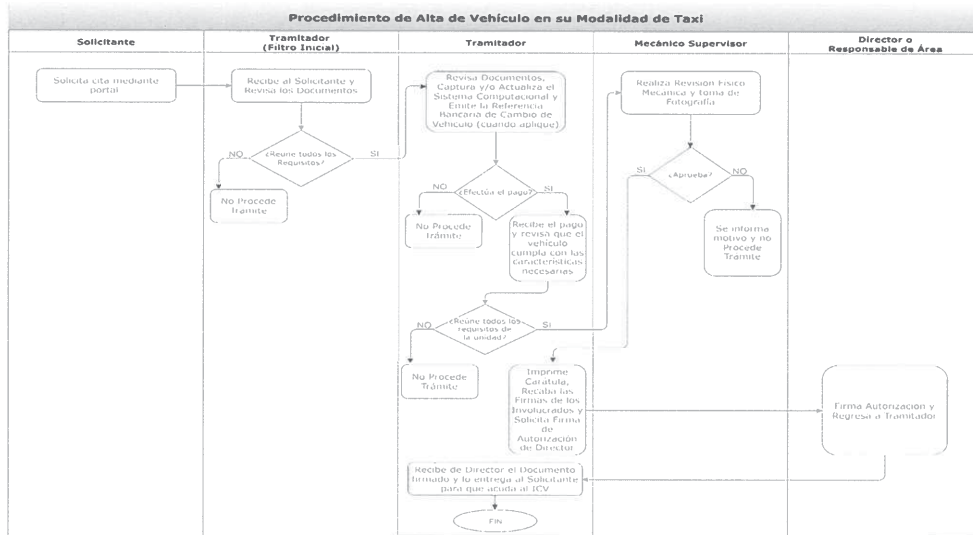 Procedimiento de Alta de Vehículo en su Modalidad de Taxi
Solicitante
Tramitador
(Filtro Inicial)
Tramitador
Mecánico Supervisor
Director o
Responsable de Área
Solicita cita mediante
portal
Recibe al Solicitante y
Revisa los Documentos
¿Reúne todos los
Requisitos?
NO
SI
No Procede
Trámite
Revisa Documentos,
Captura y/o Actualiza el
Sistema Computacional y
Emite la Referencia
Bancaria de Cambio de
Vehículo (cuando aplique)
¿Efectúa el pago?
NO
SI
No Procede
trámite
Recibe el pago
y revisa que el
vehículo
cumpla con las
características
necesarias
¿Reúne todos los
requisitos de
la unidad?
NO
SI
No Procede
Trámite
Realiza Revisión Físico
Mecánica y toma de
Fotografía
¿Aprueba?
SI
NO
Se informa
motivo y no
Procede
Trámite
Imprime
Carátula,
Recaba las
Firmas de los
Involucrados y
Solicita Firma
de
Autorización
de Director
Firma Autorización y
Regresa a Tramitador
Recibe de Director el Documento
firmado y lo entrega al Solicitante
para que acuda al ICV
FIN